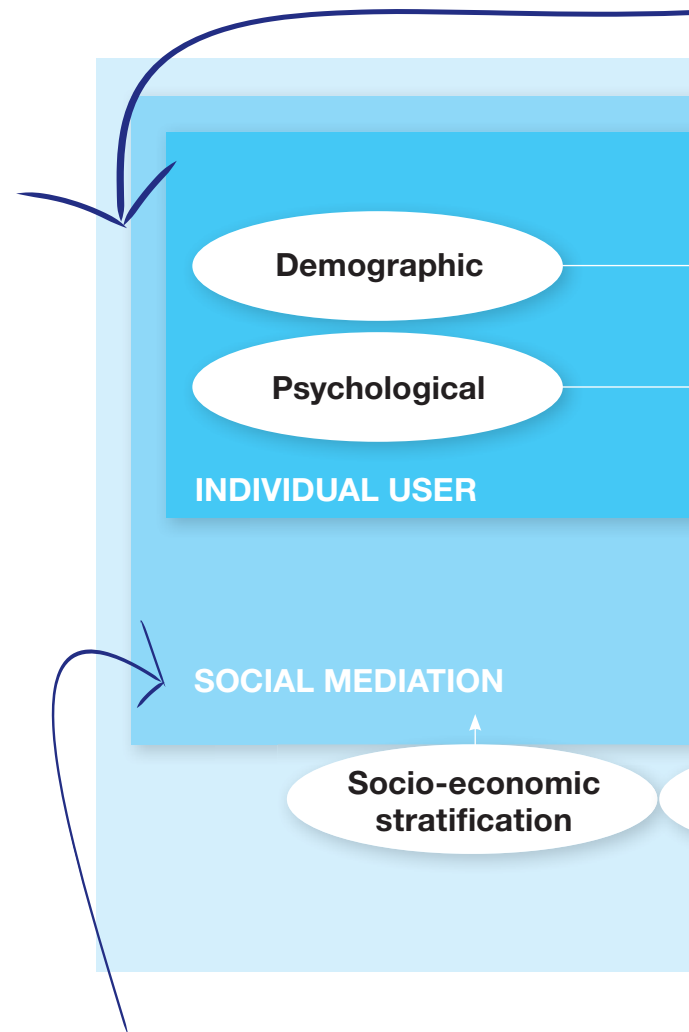 Demographic
Psychological
INDIVIDUAL USER
SOCIAL MEDIATION
Socio-economic
stratification